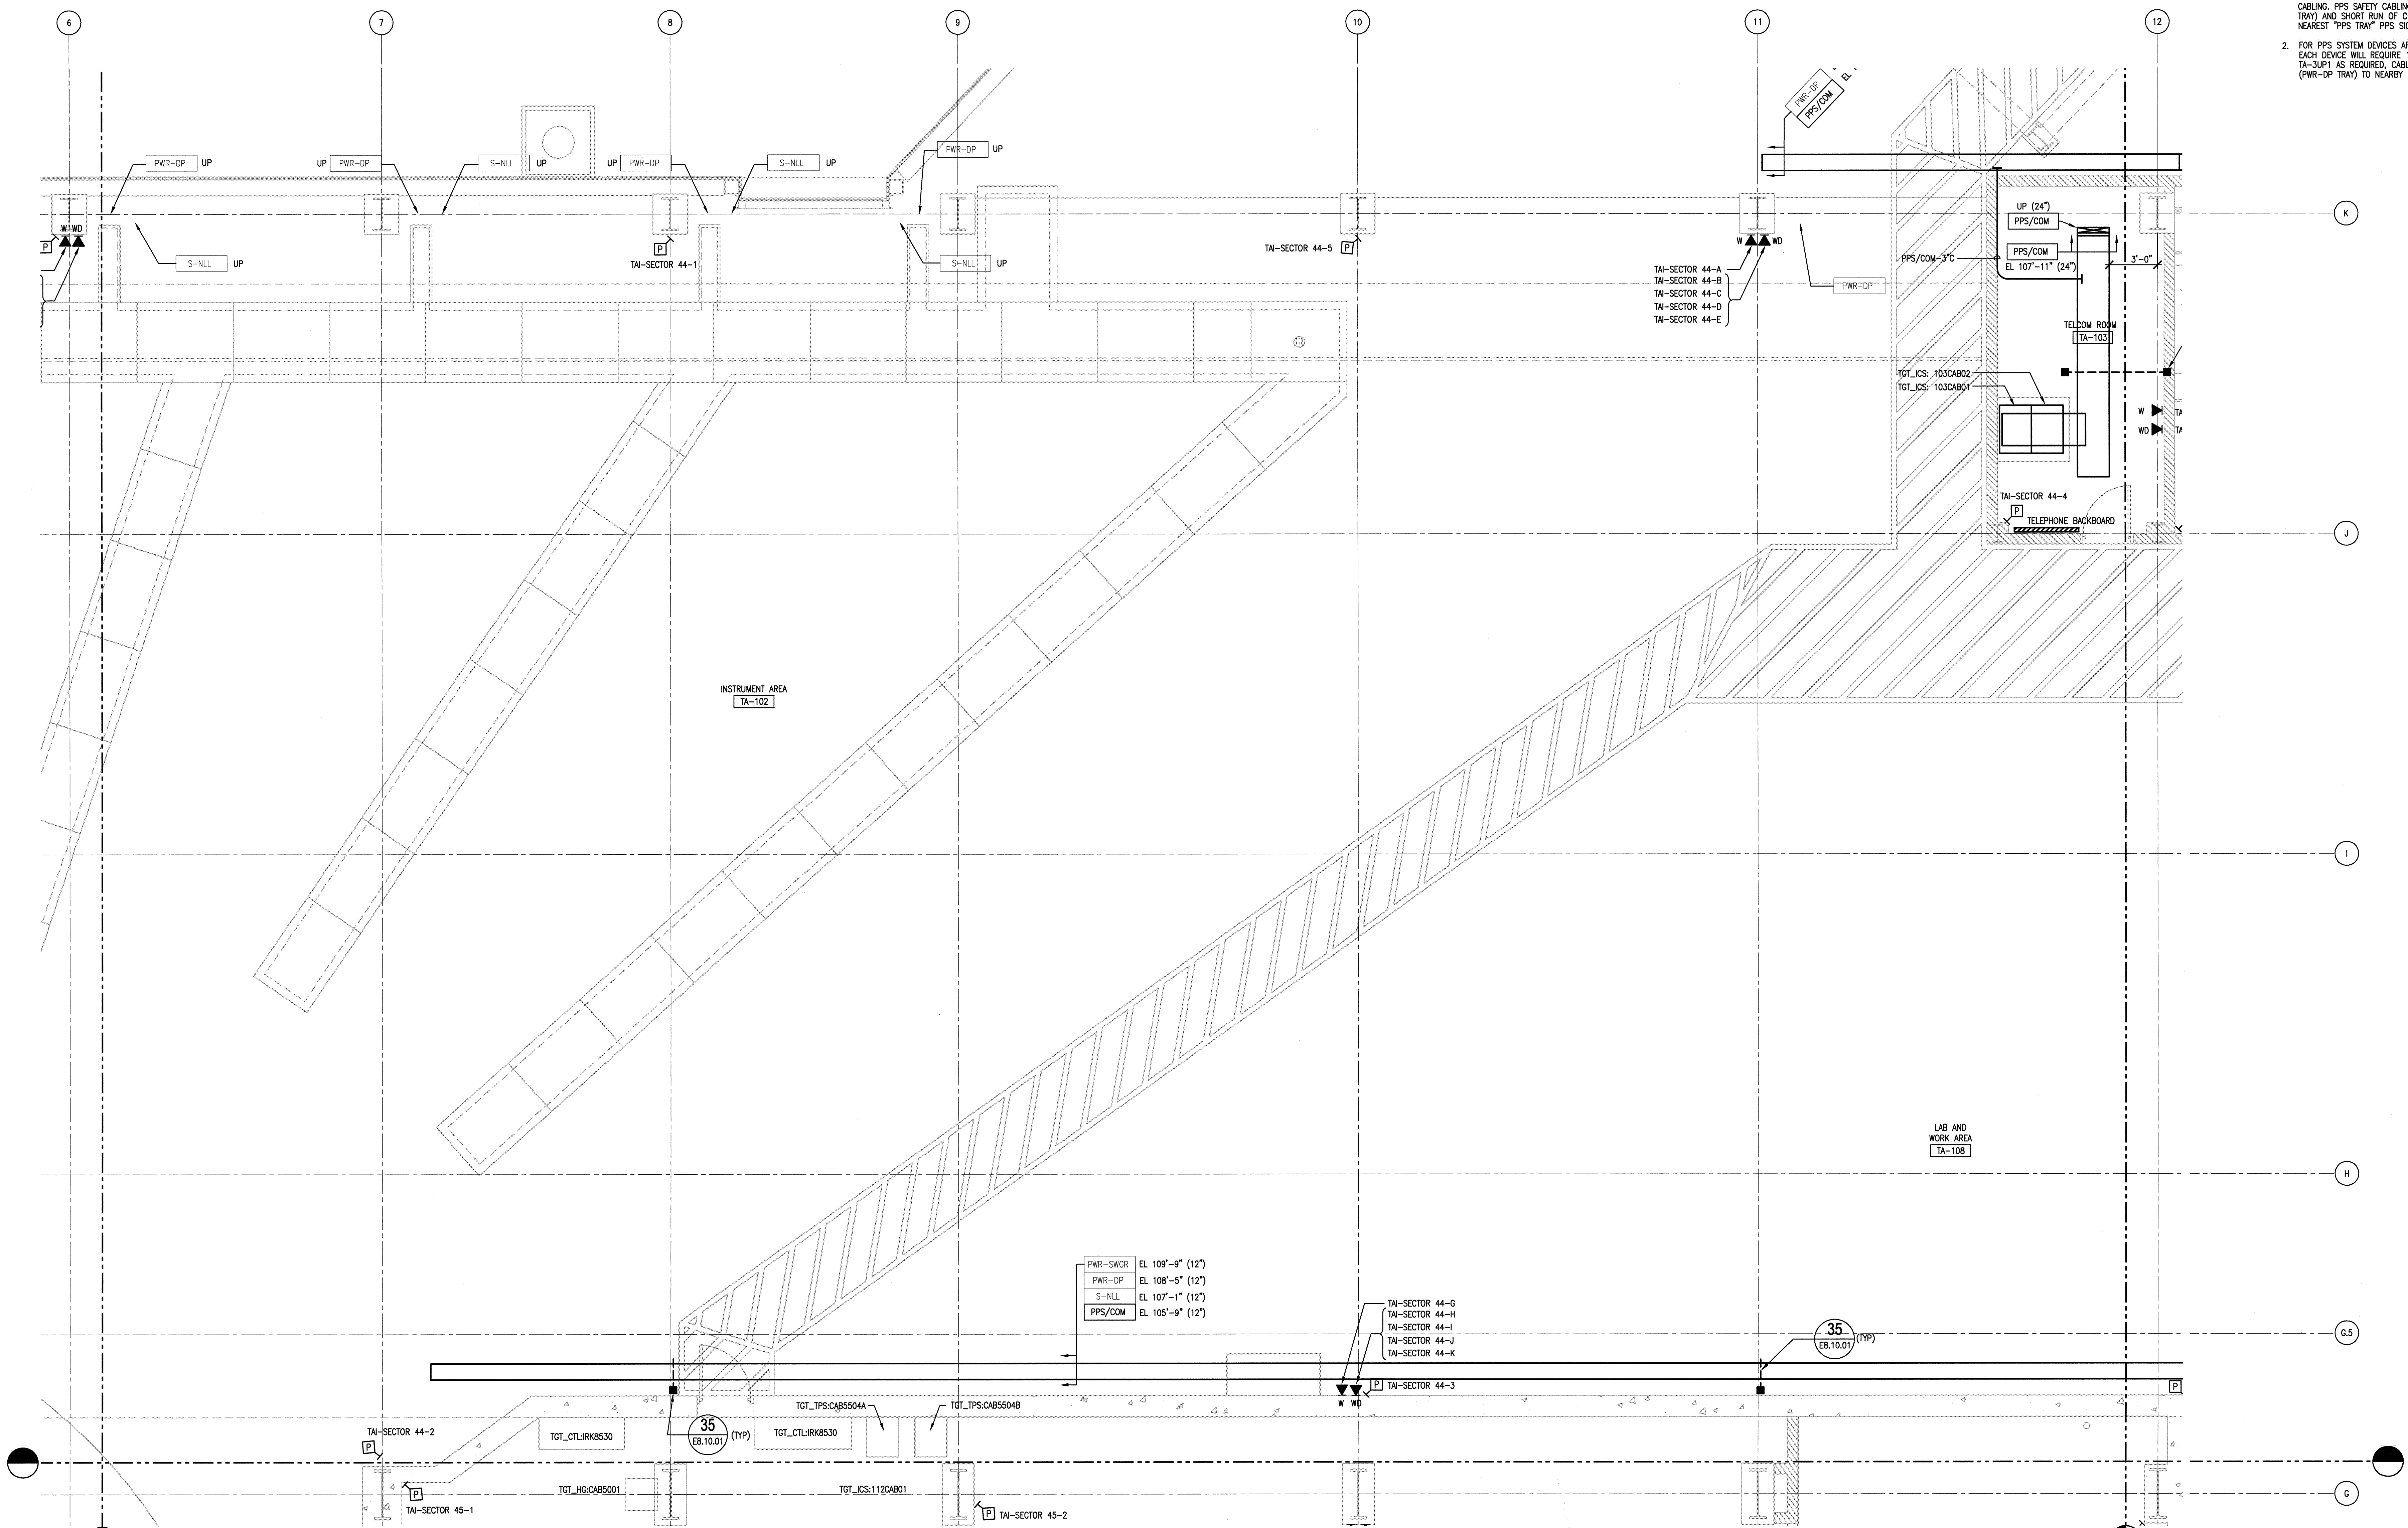 6
7
8
9
10
11
12
TRAY) AND SHORT RUN OF C
NEAREST "PPS TRAY" PPS SIG
2. FOR PPS SYSTEM DEVICES AR
EACH DEVICE WILL REQUIRE 1
TA-3UP1 AS REQUIRED, CABL
(PWR-DP TRAY) TO NEARBY
CABLING. PPS SAFETY CABLING
PWR-DP
PPS/COM
EL
PWR-DP UP
UP PWR-DP
S-NLL UP
UP PWR-DP
S-NLL UP
PWR-DP UP
K
W WD
P
S-NLL UP
P
TAI-SECTOR 44-1
S-NLL UP
TAI-SECTOR 44-5 P
W WD
TAI-SECTOR 44-A
TAI-SECTOR 44-B
TAI-SECTOR 44-C
TAI-SECTOR 44-D
TAI-SECTOR 44-E
PWR-DP
UP (24")
PPS/COM
PPS/COM
EL 107'-11" (24")
PPS/COM-3"C
3'-0"
TELCOM ROOM
TA-103
TGT_ICS: 103CAB02
TGT_ICS: 103CAB01
W TA
WD TA
TAI-SECTOR 44-4
P
TELEPHONE BACKBOARD
J
INSTRUMENT AREA
TA-102
I
LAB AND
WORK AREA
TA-108
H
PWR-SWGR EL 109'-9" (12")
PWR-DP EL 108'-5" (12")
S-NLL EL 107'-1" (12")
PPS/COM EL 105'-9" (12")
TAI-SECTOR 44-G
TAI-SECTOR 44-H
TAI-SECTOR 44-I
TAI-SECTOR 44-J
TAI-SECTOR 44-K
35
E8.10.01
(TYP)
G.5
P TAI-SECTOR 44-3
W WD
P
TGT_TPS:CAB5504A
TGT_TPS:CAB5504B
TAI-SECTOR 44-2
P
TGT_CTL:IRK8530
35
E8.10.01
(TYP)
TGT_CTL:IRK8530
P
TAI-SECTOR 45-1
TGT_HG:CAB5001
TGT_ICS:112CAB01
P TAI-SECTOR 45-2
G